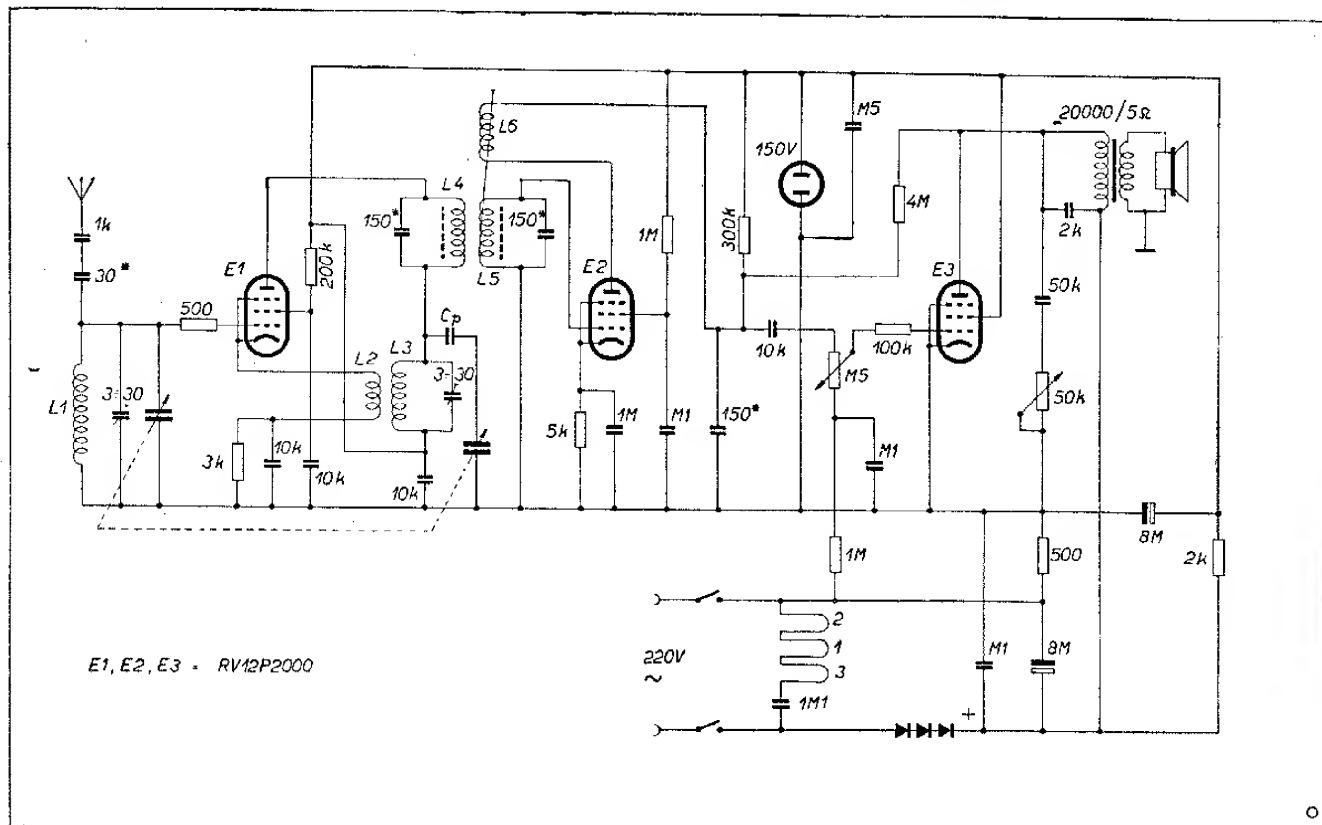 M5
20000/5Ω
L6
150V
L4
4M
1k
150*
150*
1M
300k
2k
200k
30*
E1
E2
E3
L5
50k
500
Cp
10k
100k
L2
L3
3-30
M5
50k
L1
3-30
5k
1M
M1
150*
3k
10k
10k
M1
10k
8M
1M
500
2k
2
1
3
220V
~
M1
8M
E1, E2, E3 = RV12P2000
1M1
+